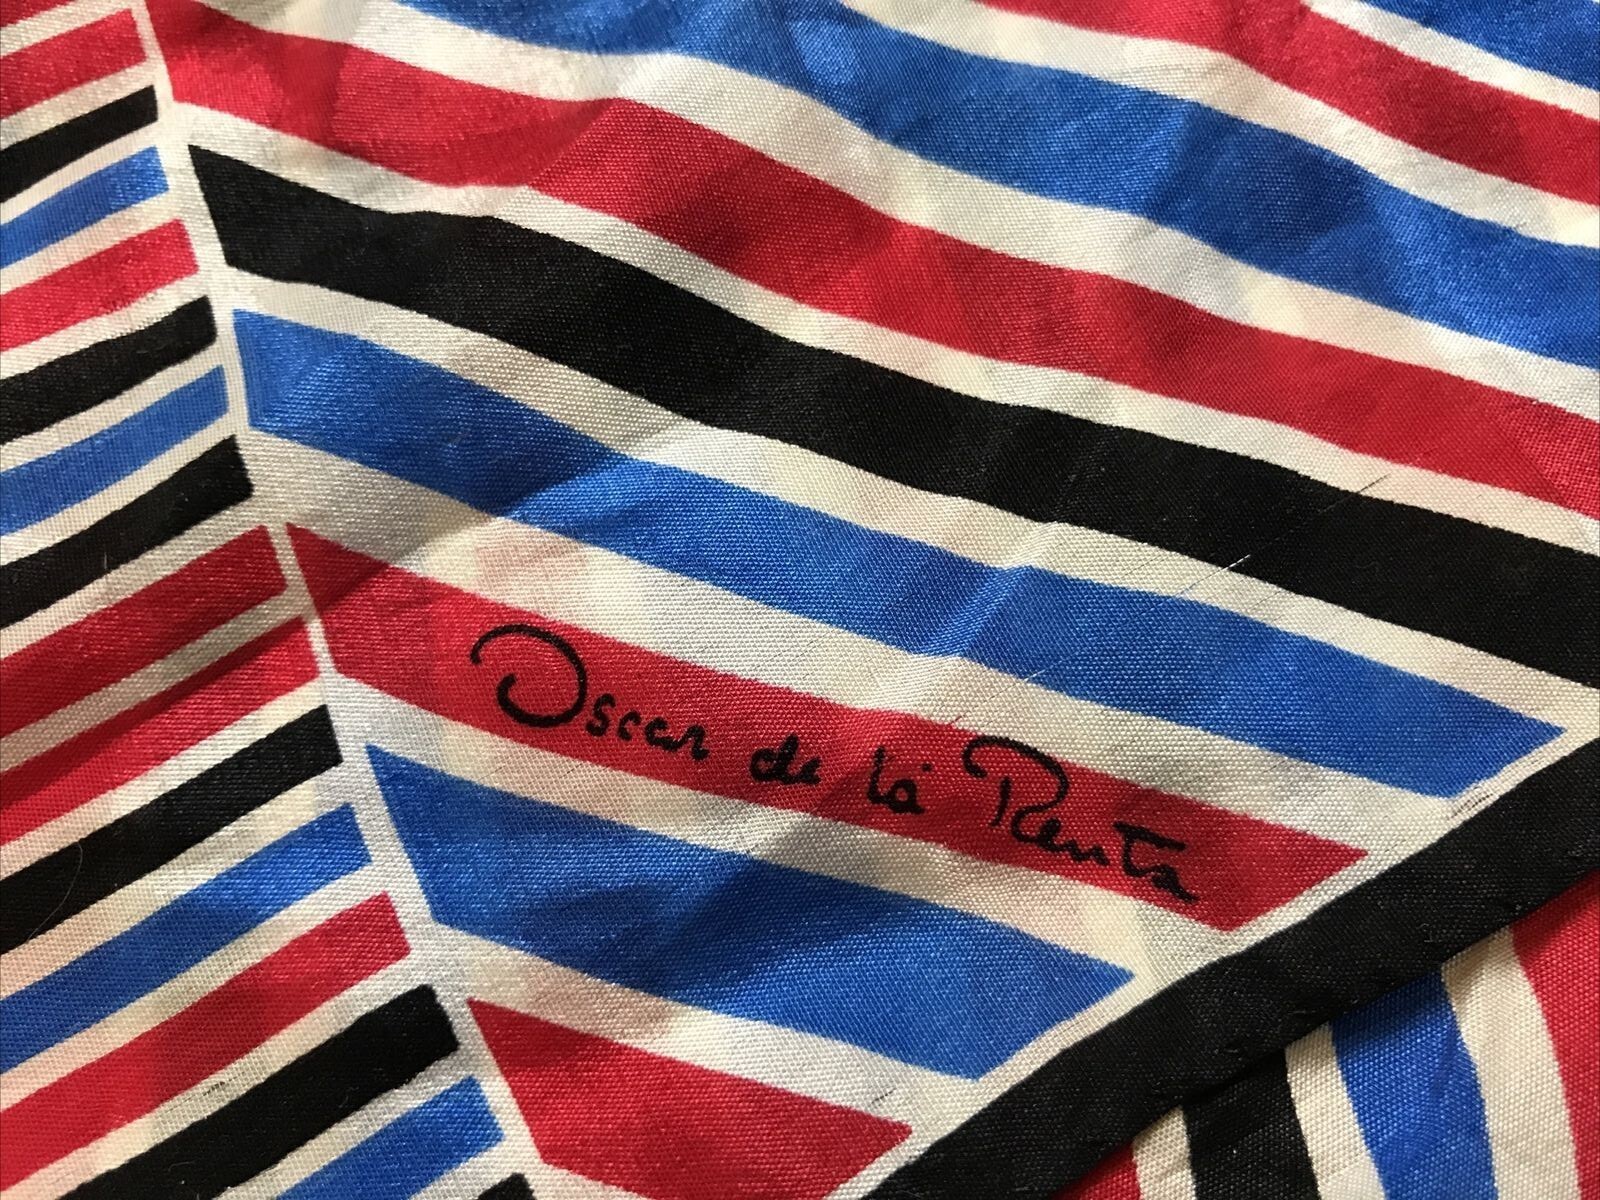 Oscar de la Renta